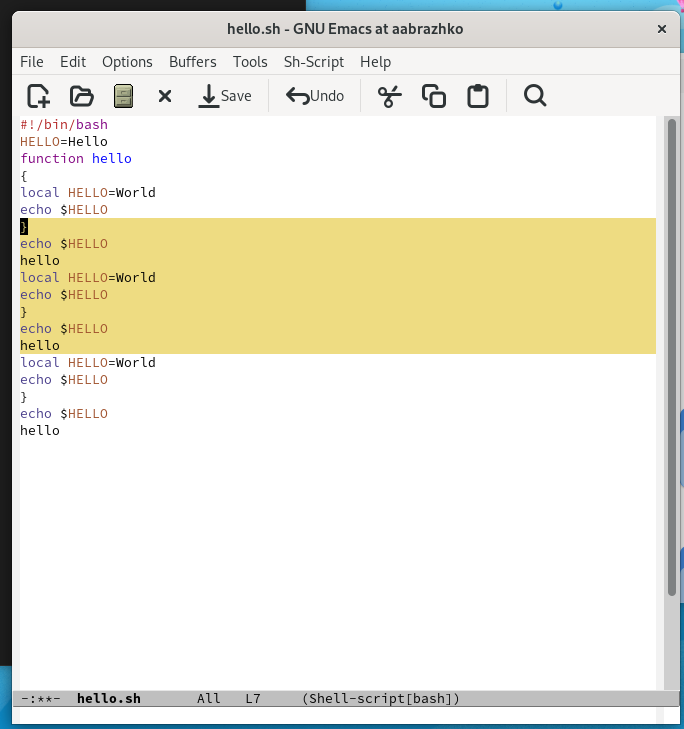 hello.sh - GNU Emacs at aabrazhko
File Edit Options Buffers Tools Sh-Script Help
Save Undo
#!/bin/bash
HELLO=Hello
function hello
{
local HELLO=World
echo $HELLO
}
echo $HELLO
hello
local HELLO=World
echo $HELLO
}
echo $HELLO
hello
local HELLO=World
echo $HELLO
}
echo $HELLO
hello
-:**- hello.sh All L7 (Shell-script[bash])